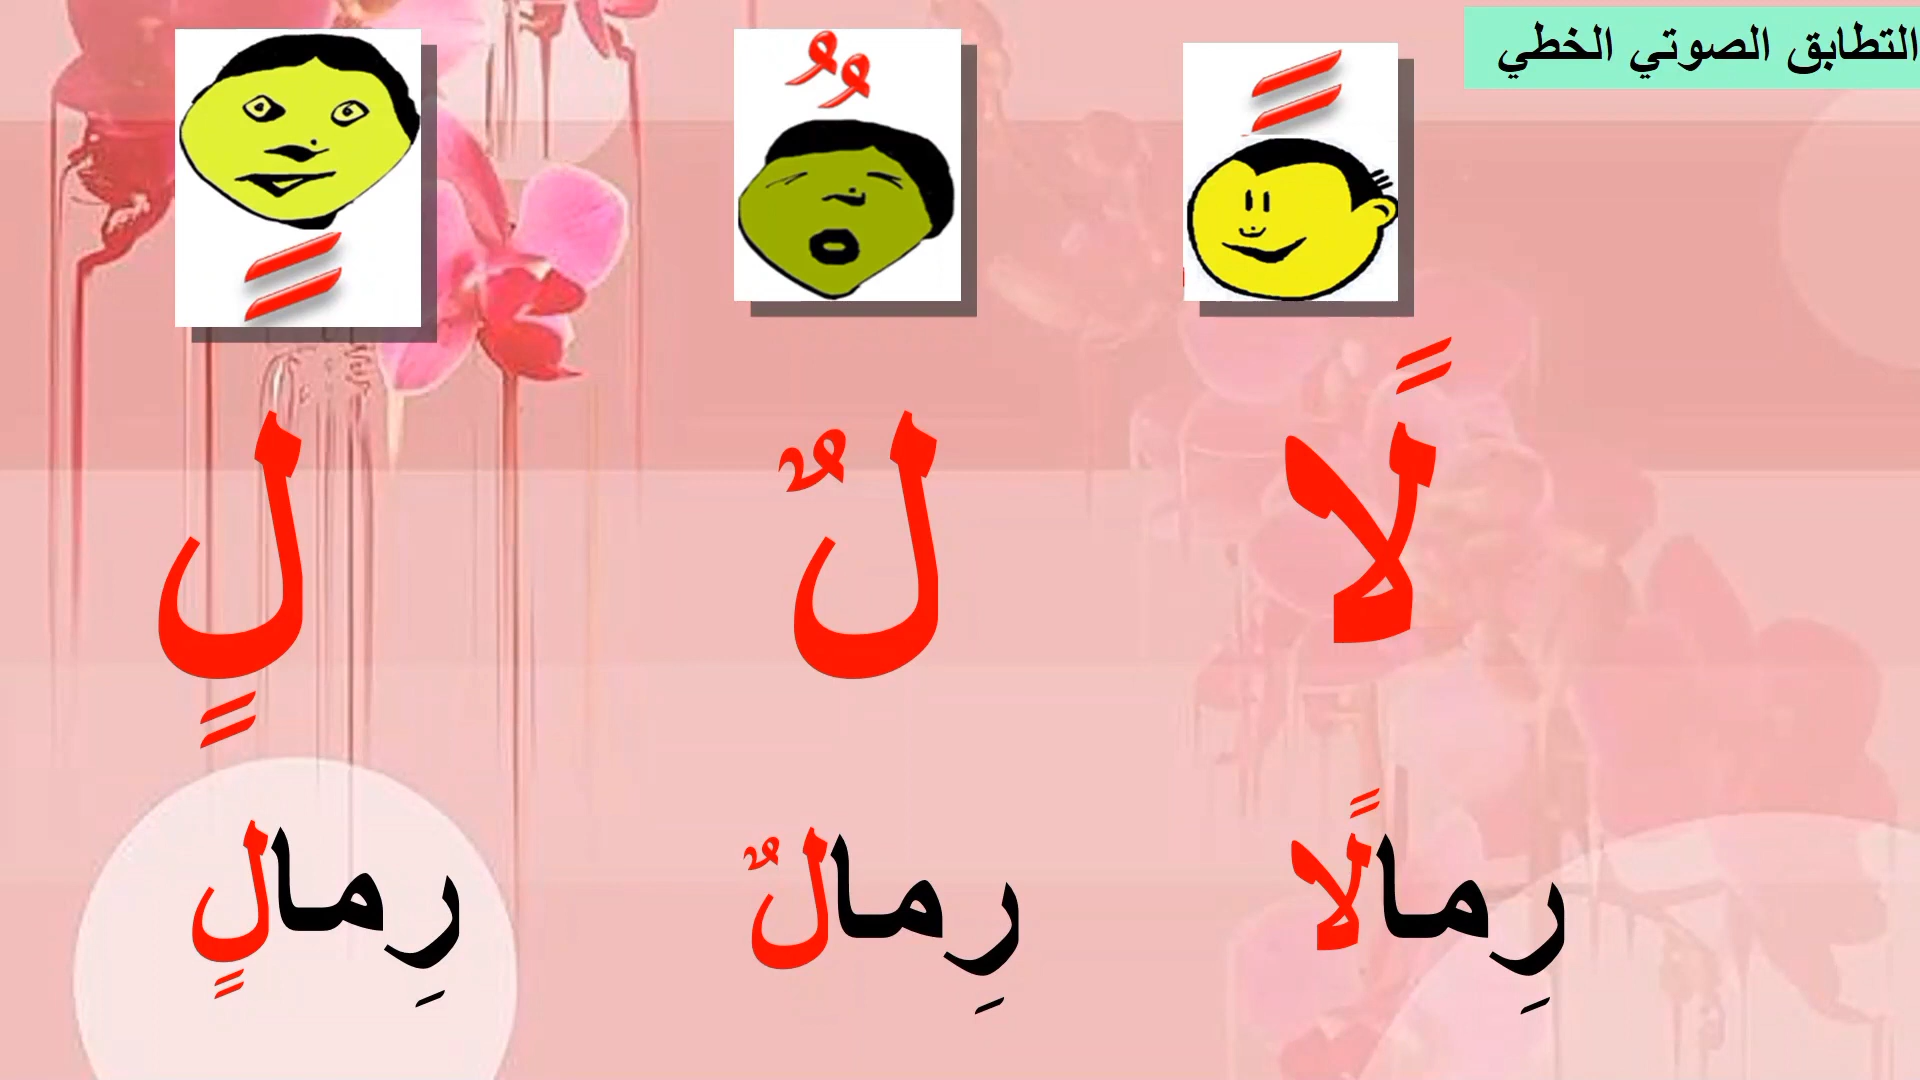 التطابق الصوتي الخطي
ً ٌ ٍ
لًا لٌ لٍ
رِمالًا رِمالٌ رِمالٍ